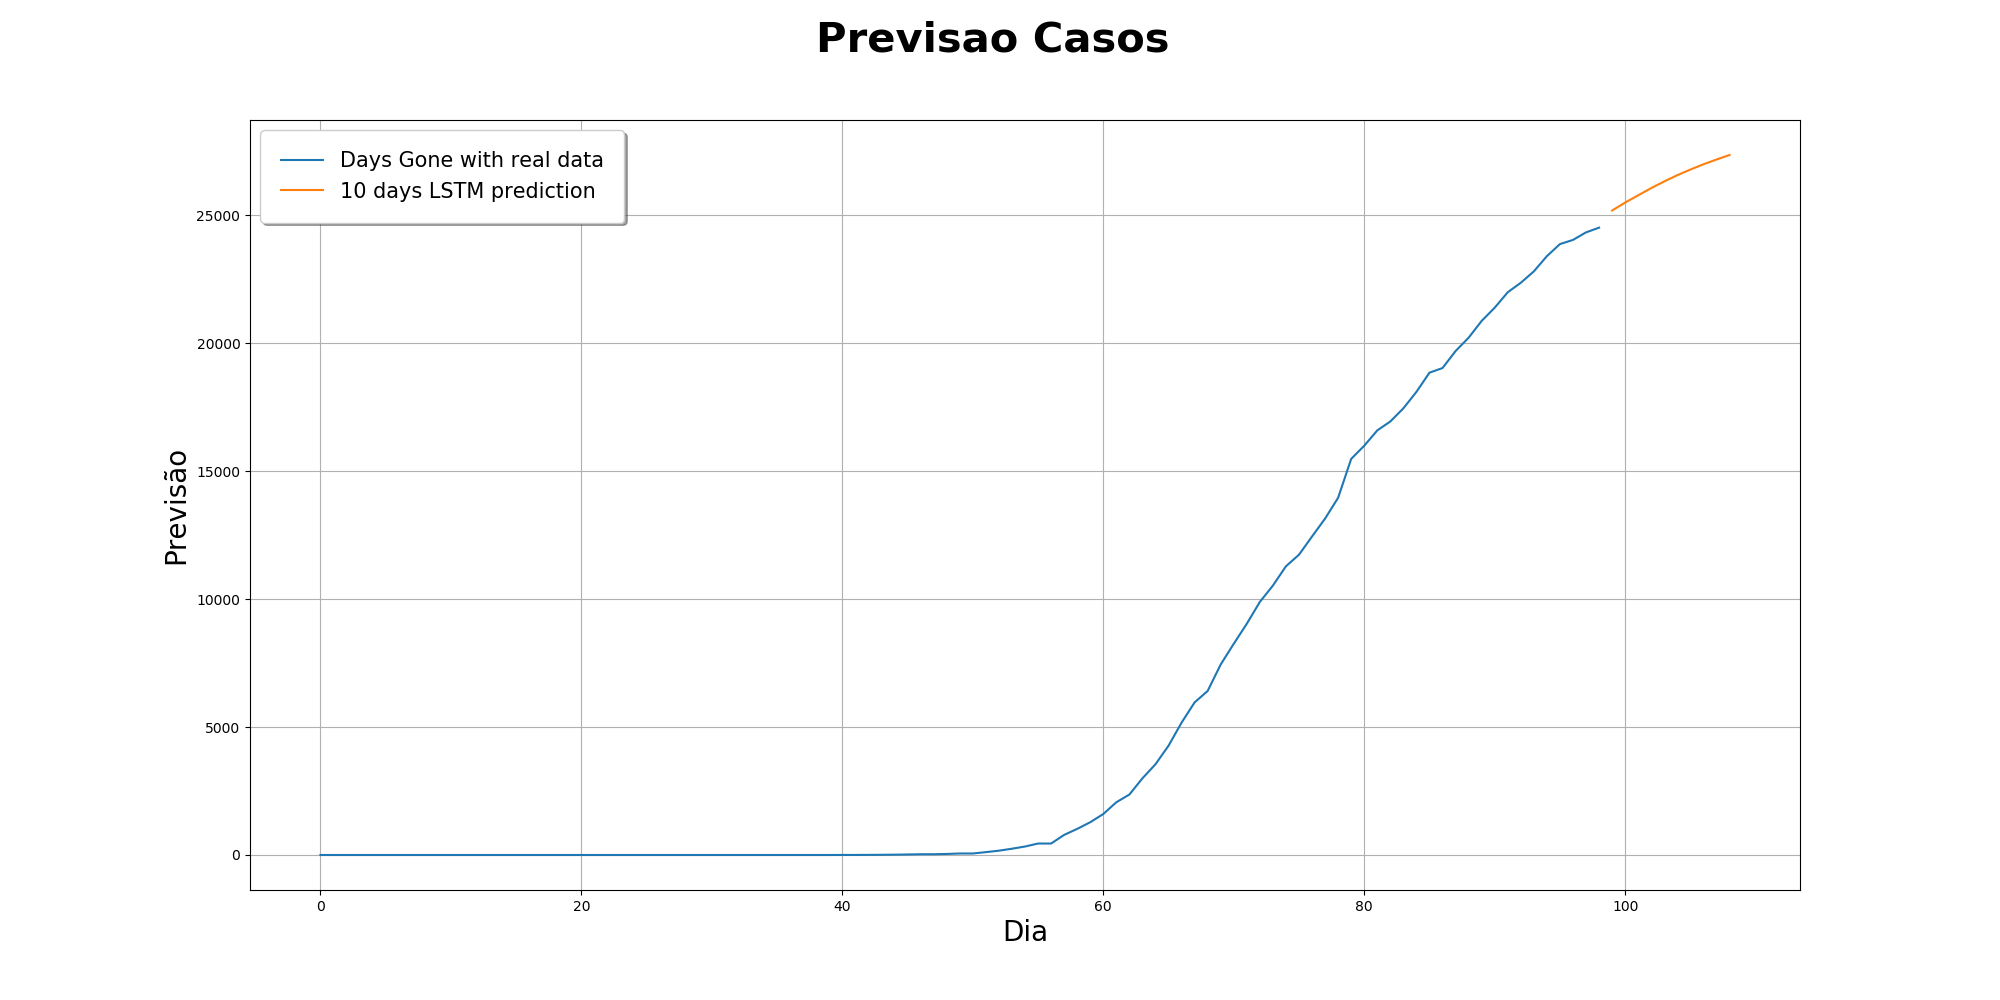 Previsao Casos
Days Gone with real data
10 days LSTM prediction
25000
20000
15000
10000
5000
0
Previsão
0 20 40 60 80 100
Dia